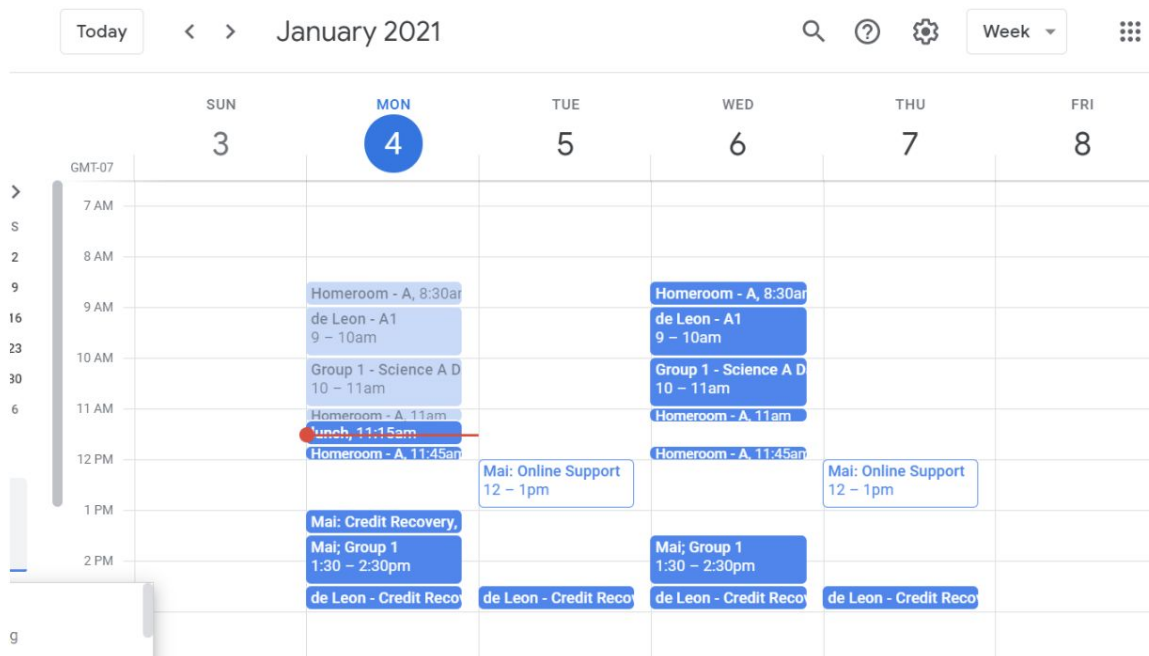 Today
January 2021
Week
SUN
MON
TUE
WED
THU
FRI
3
4
5
6
7
8
GMT-07
S
2
9
16
23
30
6
7 AM
8 AM
9 AM
10 AM
11 AM
12 PM
1 PM
2 PM
Homeroom - A, 8:30ar
de Leon - A1
9 – 10am
Group 1 - Science A D
10 – 11am
Homeroom - A, 11am
lunch, 11:15am
Homeroom - A, 11:45an
Mai: Credit Recovery,
Mai; Group 1
1:30 – 2:30pm
de Leon - Credit Reco
Mai: Online Support
12 – 1pm
de Leon - Credit Reco
Homeroom - A, 8:30ar
de Leon - A1
9 – 10am
Group 1 - Science A D
10 – 11am
Homeroom - A, 11am
Homeroom - A, 11:45an
Mai; Group 1
1:30 – 2:30pm
de Leon - Credit Reco
Mai: Online Support
12 – 1pm
de Leon - Credit Reco
g